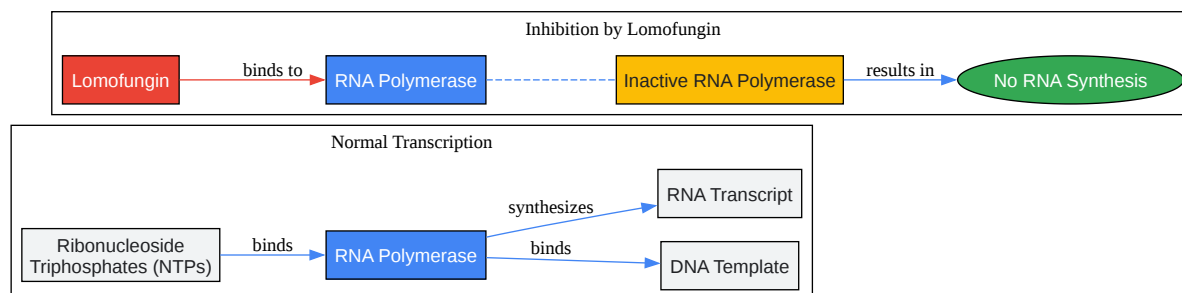 Inhibition by Lomofungin
Lomofungin
binds to
RNA Polymerase
Inactive RNA Polymerase
results in
No RNA Synthesis
Normal Transcription
Ribonucleoside
Triphosphates (NTPs)
binds
RNA Polymerase
synthesizes
RNA Transcript
binds
DNA Template